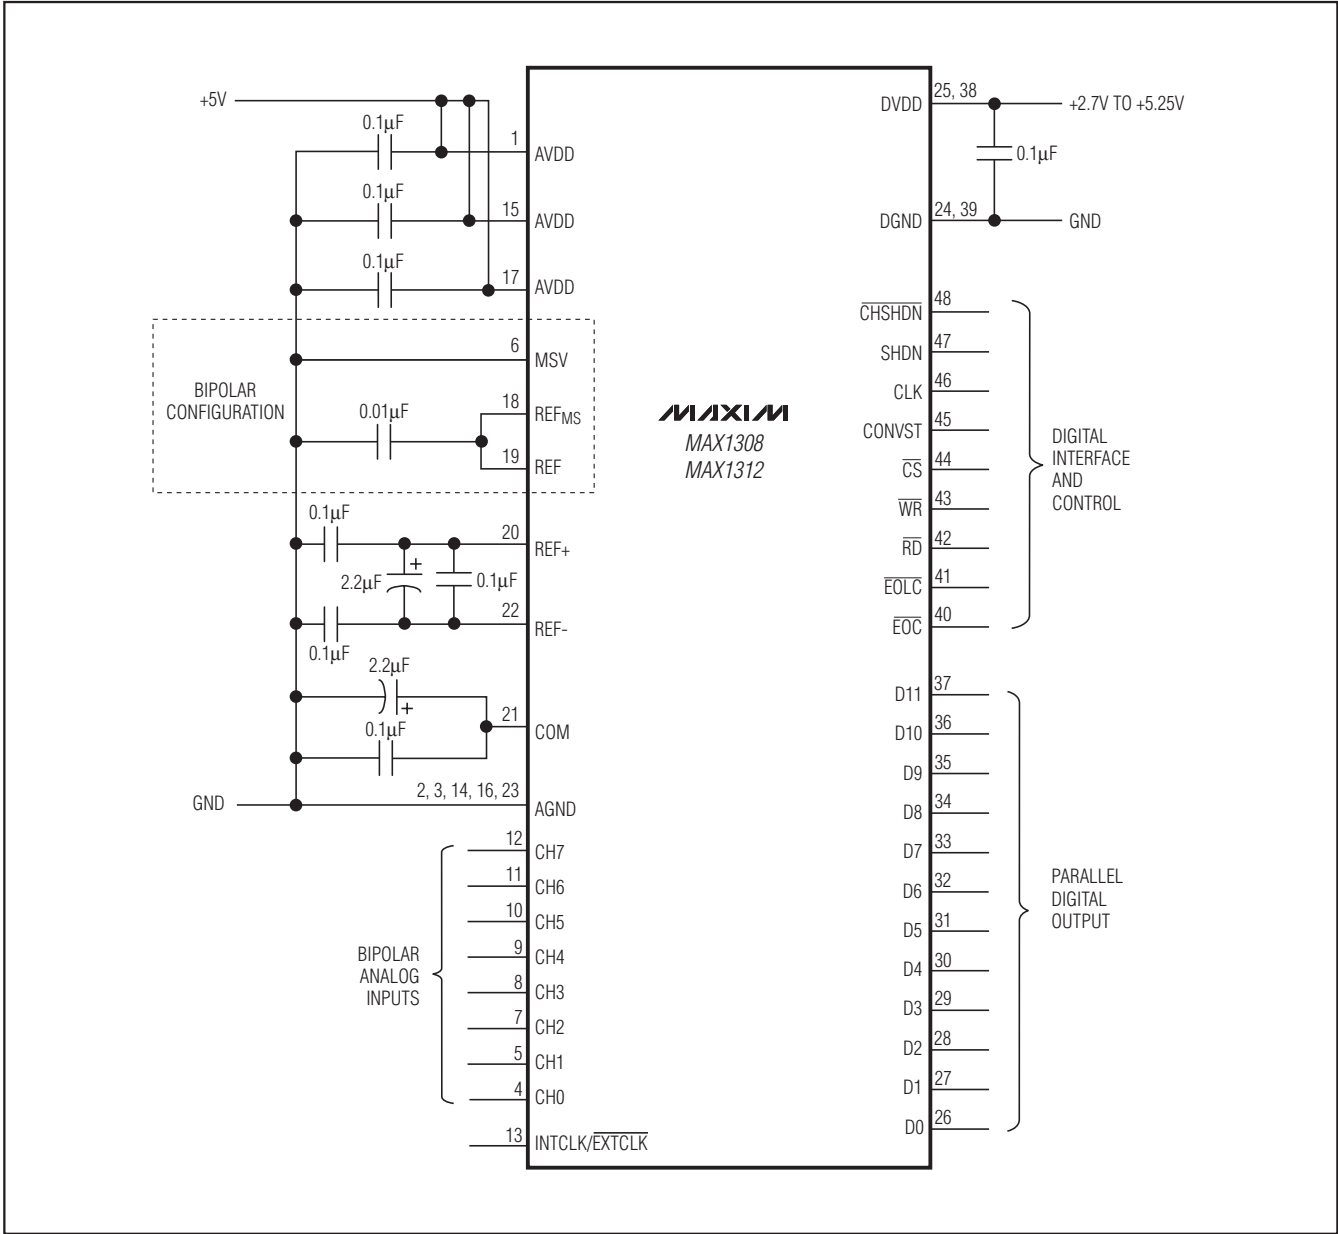 +5V
0.1µF
1
AVDD
0.1µF
15
AVDD
0.1µF
17
AVDD
BIPOLAR
CONFIGURATION
6
MSV
0.01µF
18
REFMS
19
REF
0.1µF
20
REF+
2.2µF
+
0.1µF
22
REF-
0.1µF
2.2µF
+
0.1µF
21
COM
GND
2, 3, 14, 16, 23
AGND
BIPOLAR
ANALOG
INPUTS
12
CH7
11
CH6
10
CH5
9
CH4
8
CH3
7
CH2
5
CH1
4
CH0
13
INTCLK/EXTCLK
MAXIM
MAX1308
MAX1312
DVDD
25, 38
+2.7V TO +5.25V
0.1µF
DGND
24, 39
GND
CHSHDN
48
SHDN
47
CLK
46
CONVST
45
CS
44
WR
43
RD
42
EOLC
41
EOC
40
DIGITAL
INTERFACE
AND
CONTROL
D11
37
D10
36
D9
35
D8
34
D7
33
D6
32
D5
31
D4
30
D3
29
D2
28
D1
27
D0
26
PARALLEL
DIGITAL
OUTPUT